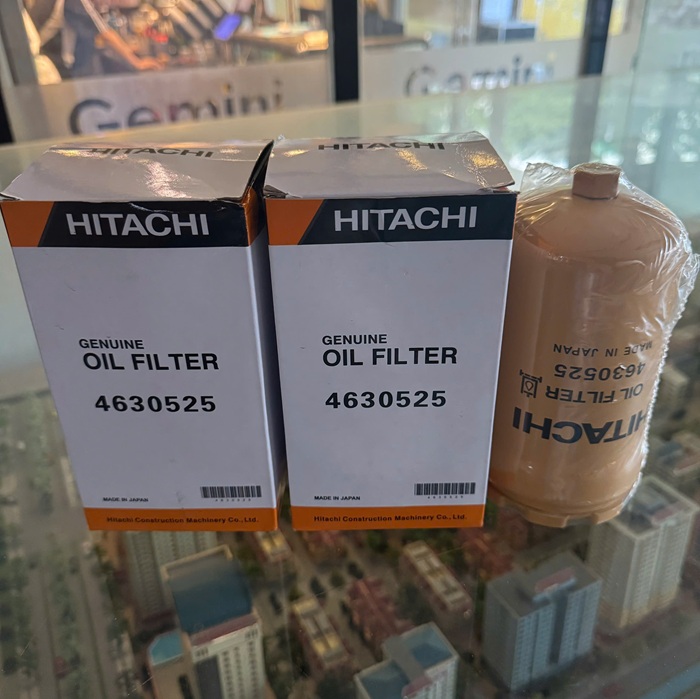 Gemini
Gemini
HITACHI
HITACHI
GENUINE
OIL FILTER
4630525
MADE IN JAPAN
Hitachi Construction Machinery Co., Ltd.
HITACHI
HITACHI
GENUINE
OIL FILTER
4630525
MADE IN JAPAN
Hitachi Construction Machinery Co., Ltd.
HITACHI
OIL FILTER
4630525
MADE IN JAPAN